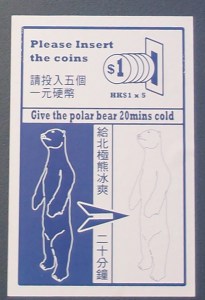 Please Insert
the coins
請投入五個
一元硬幣
$1
HK$1 x 5
Give the polar bear 20mins cold
給北極熊冰爽
二十分鐘